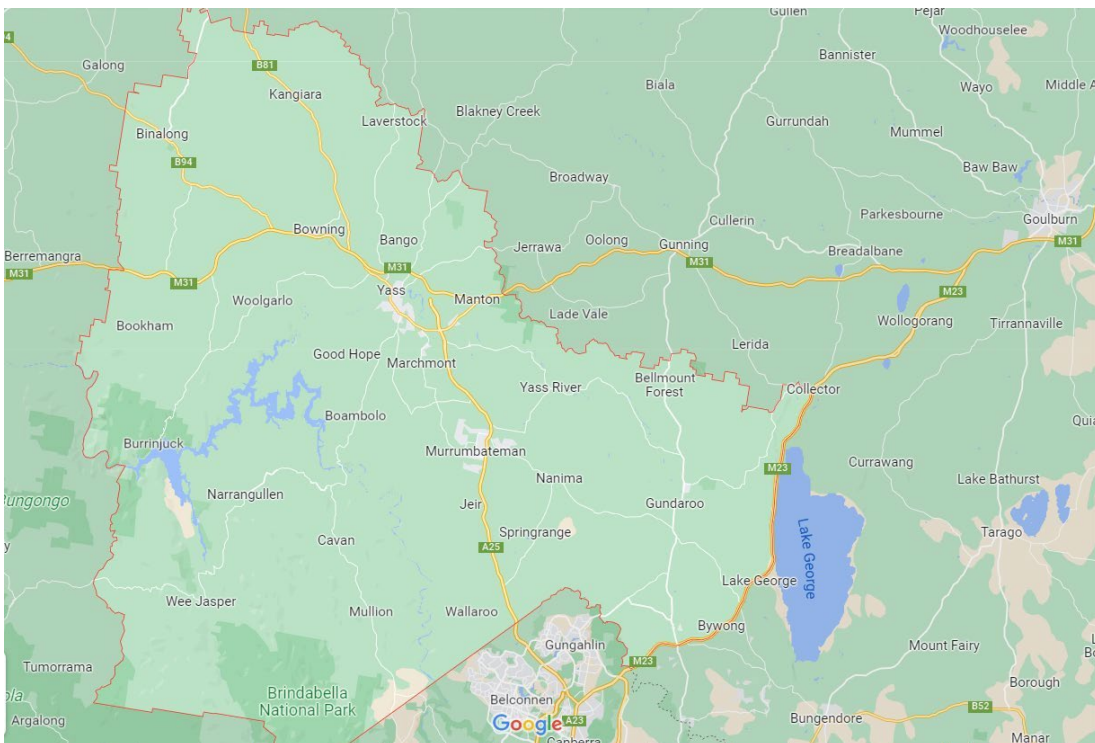 Gullen
Pejar
Woodhouselee
Galong
B81
Bannister
Kangiara
Biala
Wayo
Middle A
Laverstock
Blakney Creek
Gurrundah
Mummel
Binalong
B94
Baw Baw
Broadway
Parkesbourne
Goulburn
Cullerin
Bowning
Bango
Jerrawa
Oolong
Gunning
Breadalbane
M31
Berremangra
M31
M31
M31
M31
M23
Yass
Manton
Woolgarlo
Lade Vale
Wollogorang
Tirrannaville
Bookham
Lerida
Good Hope
Marchmont
Bellmount
Forest
Yass River
Collector
Boambolo
Quia
Burrinjuck
Murrumbateman
Currawang
M23
Nanima
Lake Bathurst
Narrangullen
Bungongo
Jeir
Gundaroo
Tarago
Springrange
Cavan
A25
Lake George
Lake George
Wee Jasper
Mullion
Wallaroo
Bywong
Gungahlin
Mount Fairy
M23
Tumorrama
Borough
Brindabella
National Park
Belconnen
Argalong
Google
A23
Bungendore
B52
Canberra
Manar